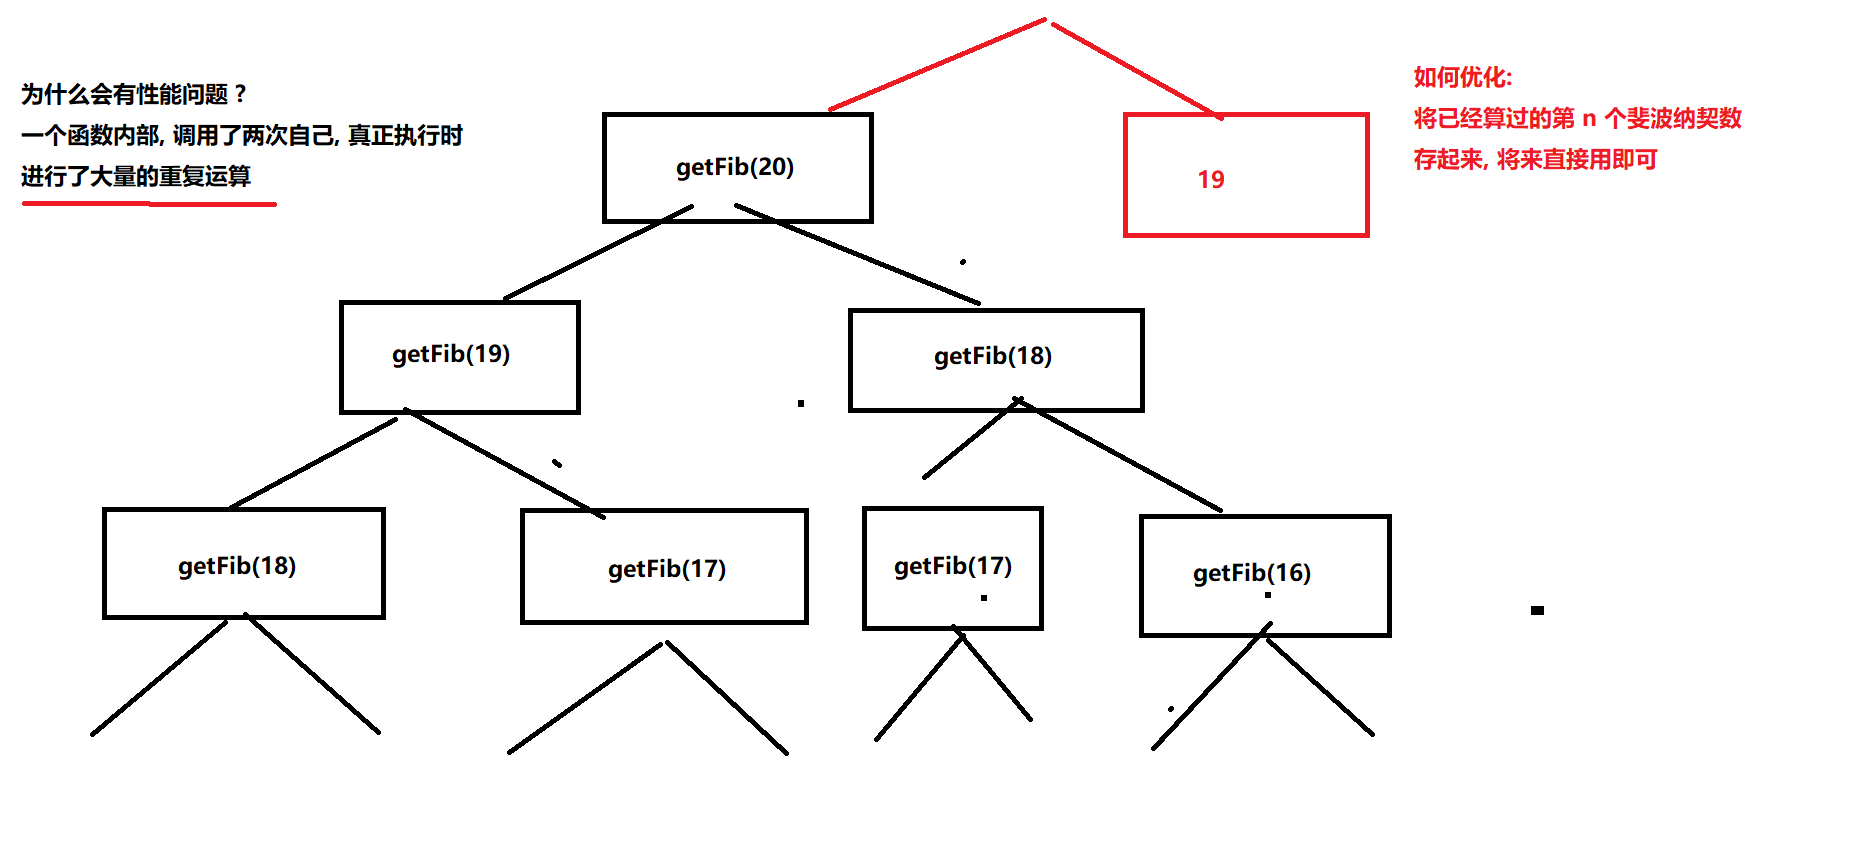 为什么会有性能问题？
一个函数内部, 调用了两次自己, 真正执行时
进行了大量的重复运算
如何优化:
将已经算过的第 n 个斐波纳契数
存起来, 将来直接用即可
getFib(20)
19
getFib(19)
getFib(18)
getFib(18)
getFib(17)
getFib(17)
getFib(16)